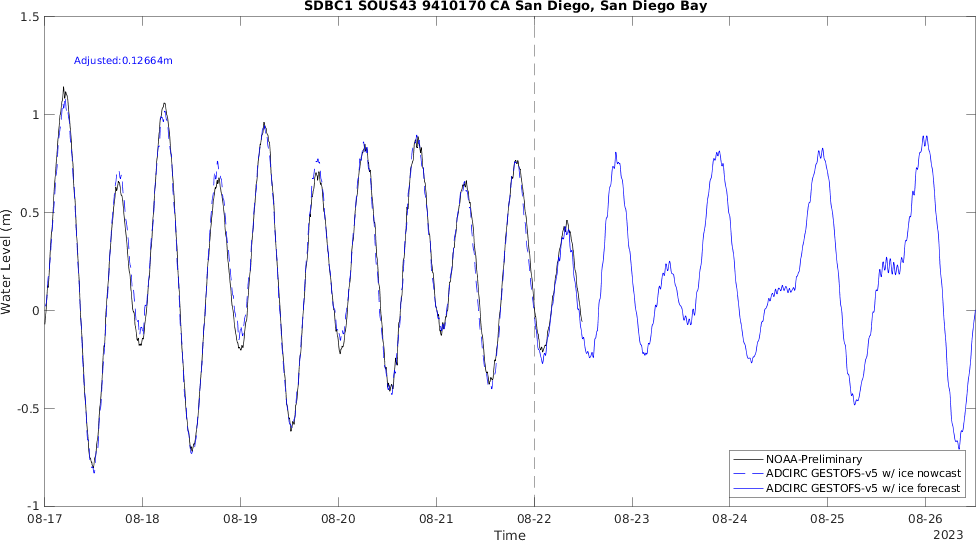 SDBC1 SOUS43 9410170 CA San Diego, San Diego Bay
Adjusted:0.12664m
Water Level (m)
1.5
1
0.5
0
-0.5
-1
08-17
08-18
08-19
08-20
08-21
08-22
08-23
08-24
08-25
08-26
Time
2023
NOAA-Preliminary
ADCIRC GESTOFS-v5 w/ ice nowcast
ADCIRC GESTOFS-v5 w/ ice forecast